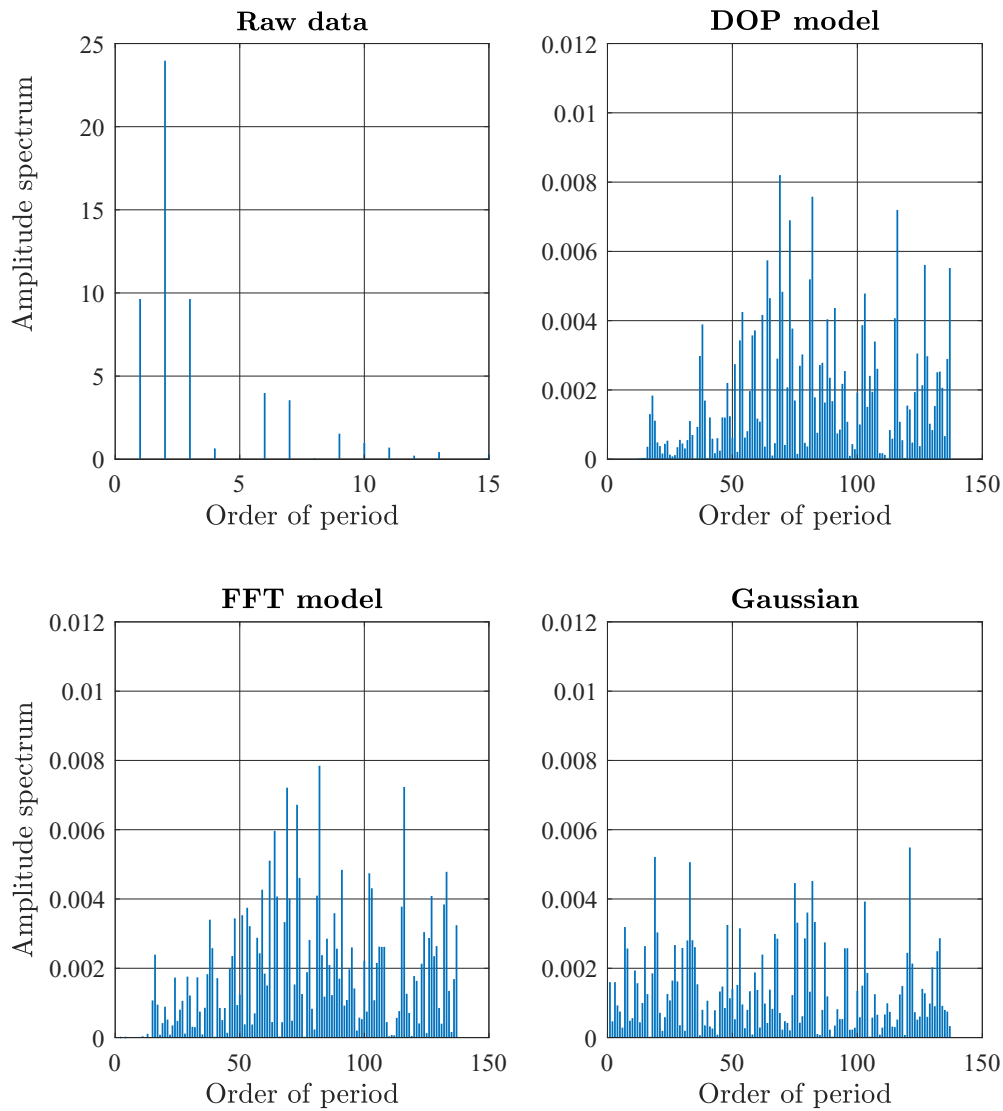 Raw data
25
20
15
10
5
0
0 5 10 15
Amplitude spectrum
Order of period
DOP model
0.012
0.01
0.008
0.006
0.004
0.002
0
0 50 100 150
Order of period
FFT model
0.012
0.01
0.008
0.006
0.004
0.002
0
0 50 100 150
Amplitude spectrum
Order of period
Gaussian
0.012
0.01
0.008
0.006
0.004
0.002
0
0 50 100 150
Order of period